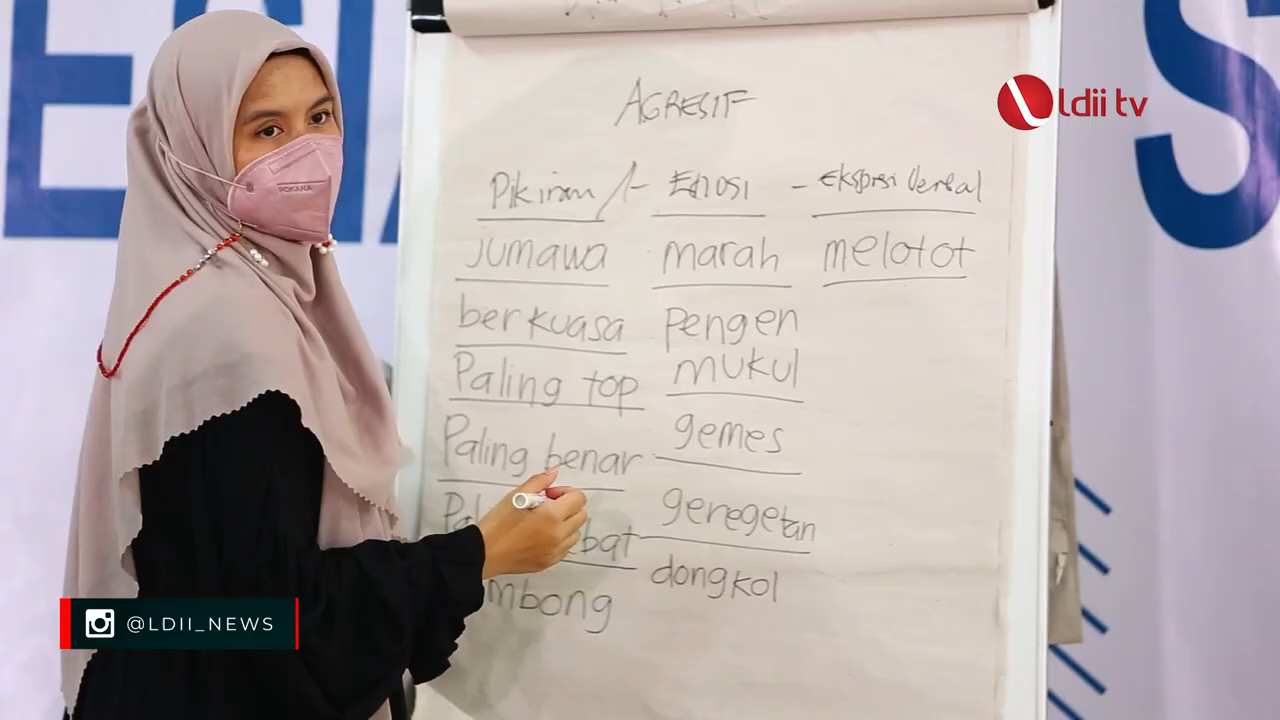 AGRESIF
ldii tv
Pikiran /- Emosi - Ekspresi Verbal
jumawa marah melotot
berkuasa pengen
Paling top mukul
Paling benar gemes
geregetan
dongkol
POKANA
@LDII_NEWS